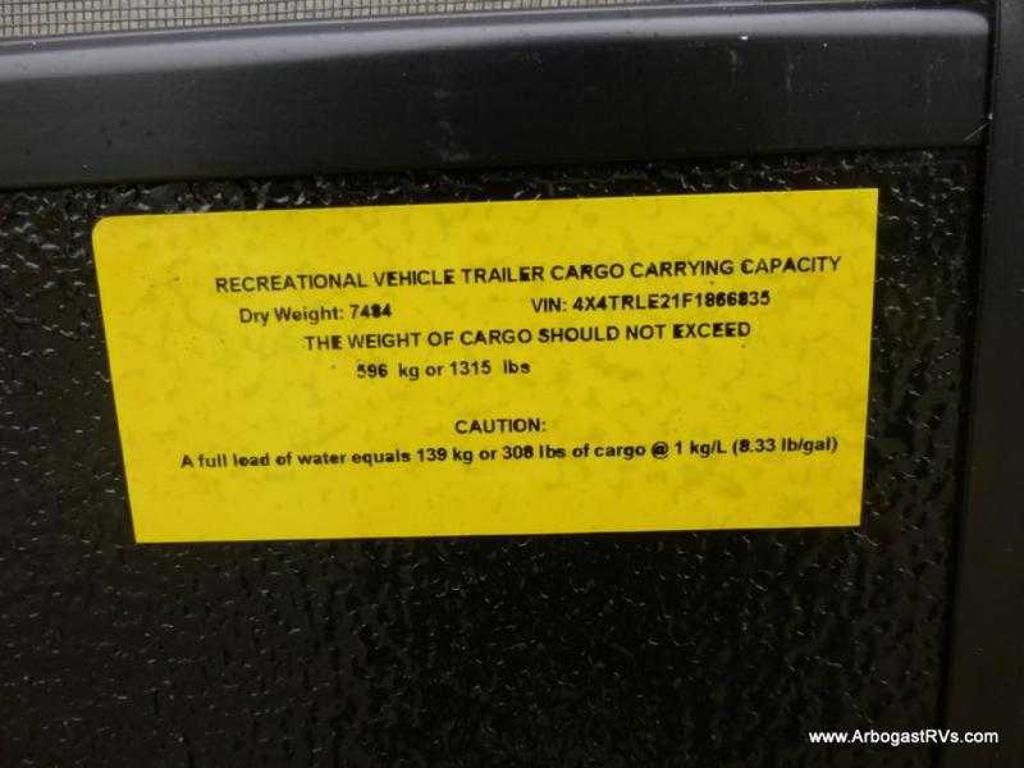 RECREATIONAL VEHICLE TRAILER CARGO CARRYING CAPACITY
Dry Weight: 7484 VIN: 4X4TRLE21F1866835
THE WEIGHT OF CARGO SHOULD NOT EXCEED
596 kg or 1315 lbs
CAUTION:
A full load of water equals 139 kg or 308 lbs of cargo @ 1 kg/L (8.33 lb/gal)
www.ArbogastRVs.com